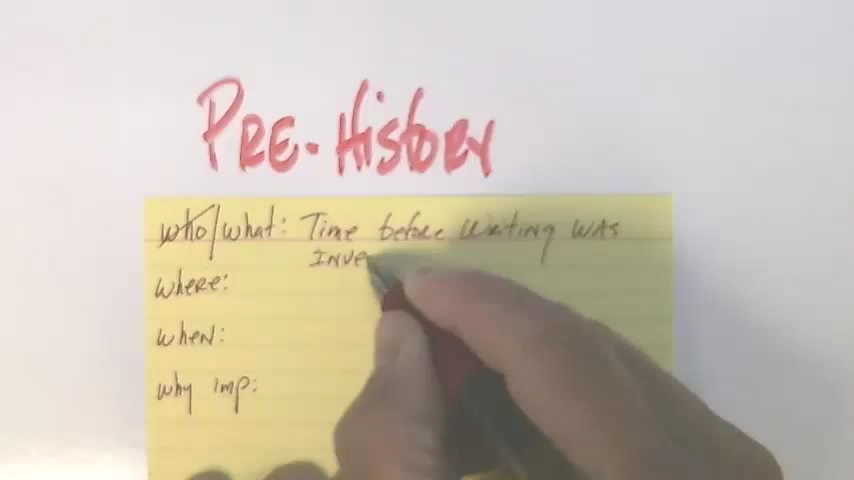 PRE-HISTORY
who/what: Time before writing was
INVE
where:
when:
why imp: